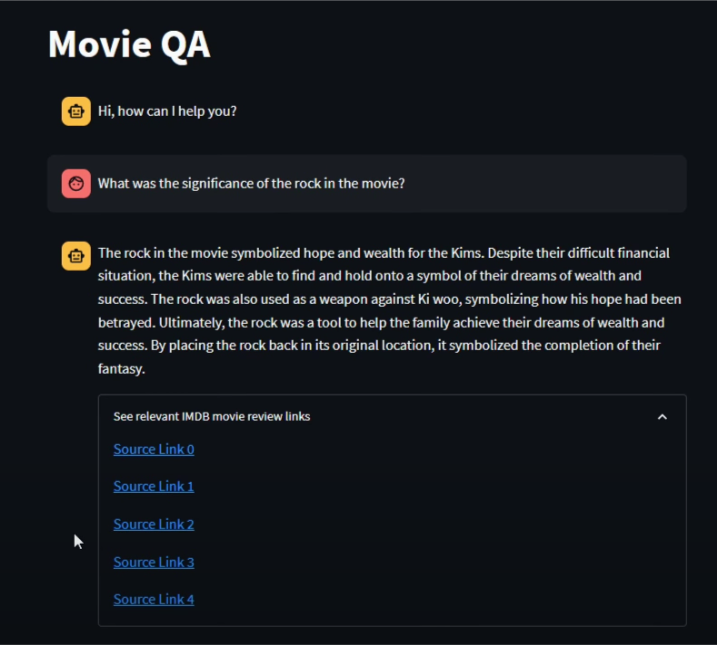 Movie QA
Hi, how can I help you?
What was the significance of the rock in the movie?
The rock in the movie symbolized hope and wealth for the Kims. Despite their difficult financial
situation, the Kims were able to find and hold onto a symbol of their dreams of wealth and
success. The rock was also used as a weapon against Ki woo, symbolizing how his hope had been
betrayed. Ultimately, the rock was a tool to help the family achieve their dreams of wealth and
success. By placing the rock back in its original location, it symbolized the completion of their
fantasy.
See relevant IMDB movie review links
Source Link 0
Source Link 1
Source Link 2
Source Link 3
Source Link 4